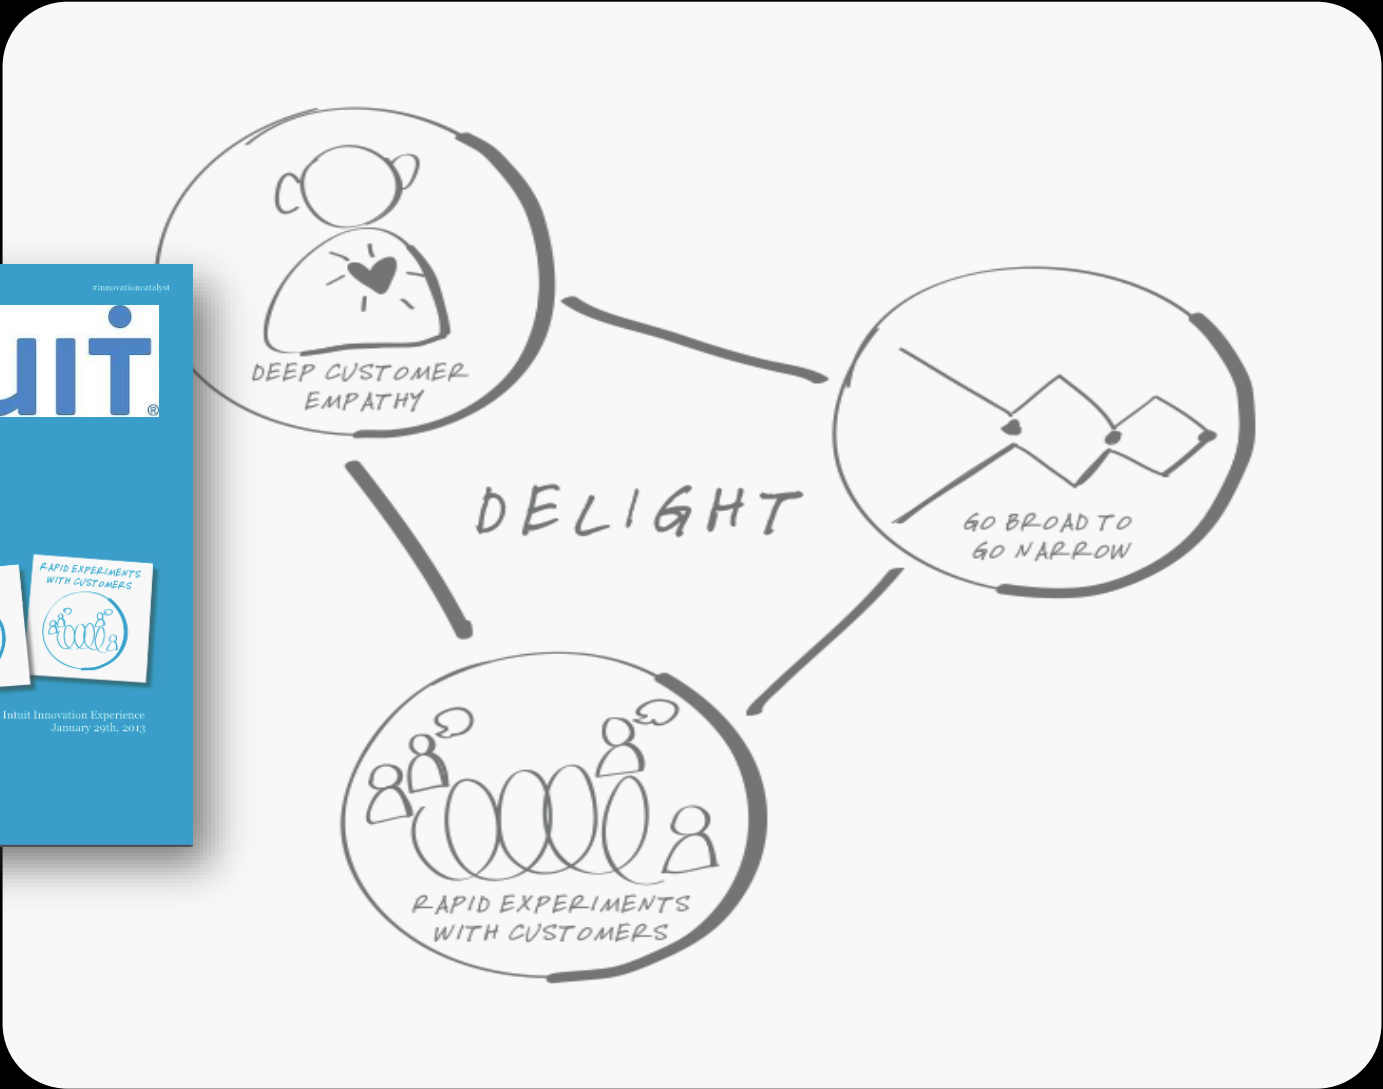 DEEP CUSTOMER
EMPATHY
#innovationcatalyst
UIT®
DELIGHT
GO BROAD TO
GO NARROW
RAPID EXPERIMENTS
WITH CUSTOMERS
Intuit Innovation Experience
January 29th, 2013
RAPID EXPERIMENTS
WITH CUSTOMERS